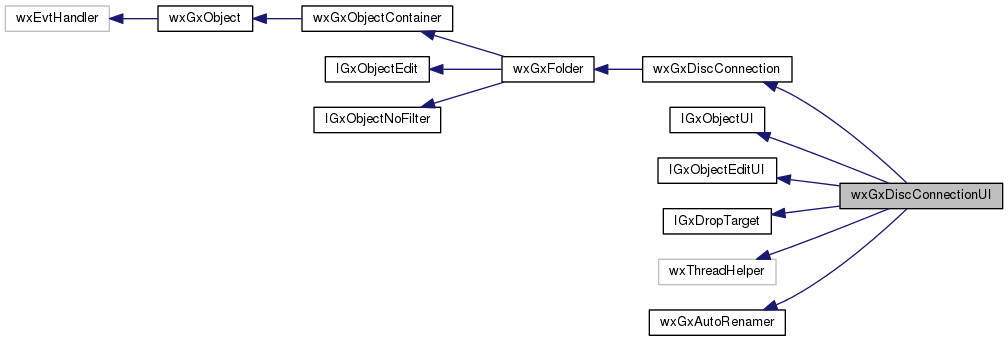 wxEvtHandler
wxGxObject
wxGxObjectContainer
IGxObjectEdit
wxGxFolder
wxGxDiscConnection
IGxObjectNoFilter
IGxObjectUI
IGxObjectEditUI
wxGxDiscConnectionUI
IGxDropTarget
wxThreadHelper
wxGxAutoRenamer